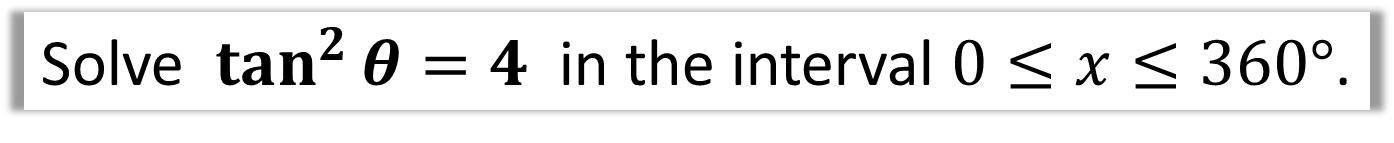 Solve tan² θ = 4 in the interval 0 ≤ x ≤ 360°.